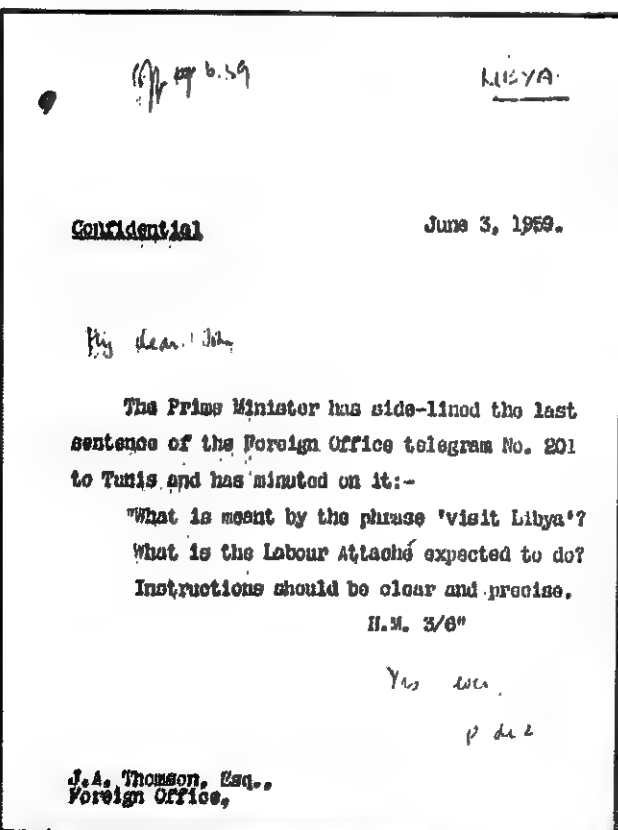 LIBYA.
Confidential
June 3, 1959.
My dear John
The Prime Minister has side-lined the last
sentence of the Foreign Office telegram No. 201
to Tunis and has minuted on it:-
"What is meant by the phrase 'visit Libya'?
What is the Labour Attaché expected to do?
Instructions should be clear and precise.
H.M. 3/6"
J.A. Thomson, Esq.,
Foreign Office,